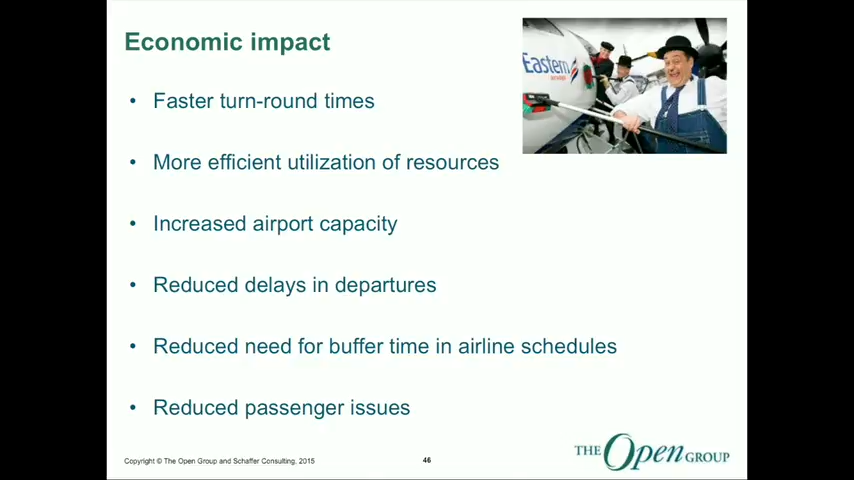 Economic impact
Eastern
• Faster turn-round times
• More efficient utilization of resources
• Increased airport capacity
• Reduced delays in departures
• Reduced need for buffer time in airline schedules
• Reduced passenger issues
Copyright © The Open Group and Schaffer Consulting, 2015
46
THE Open GROUP